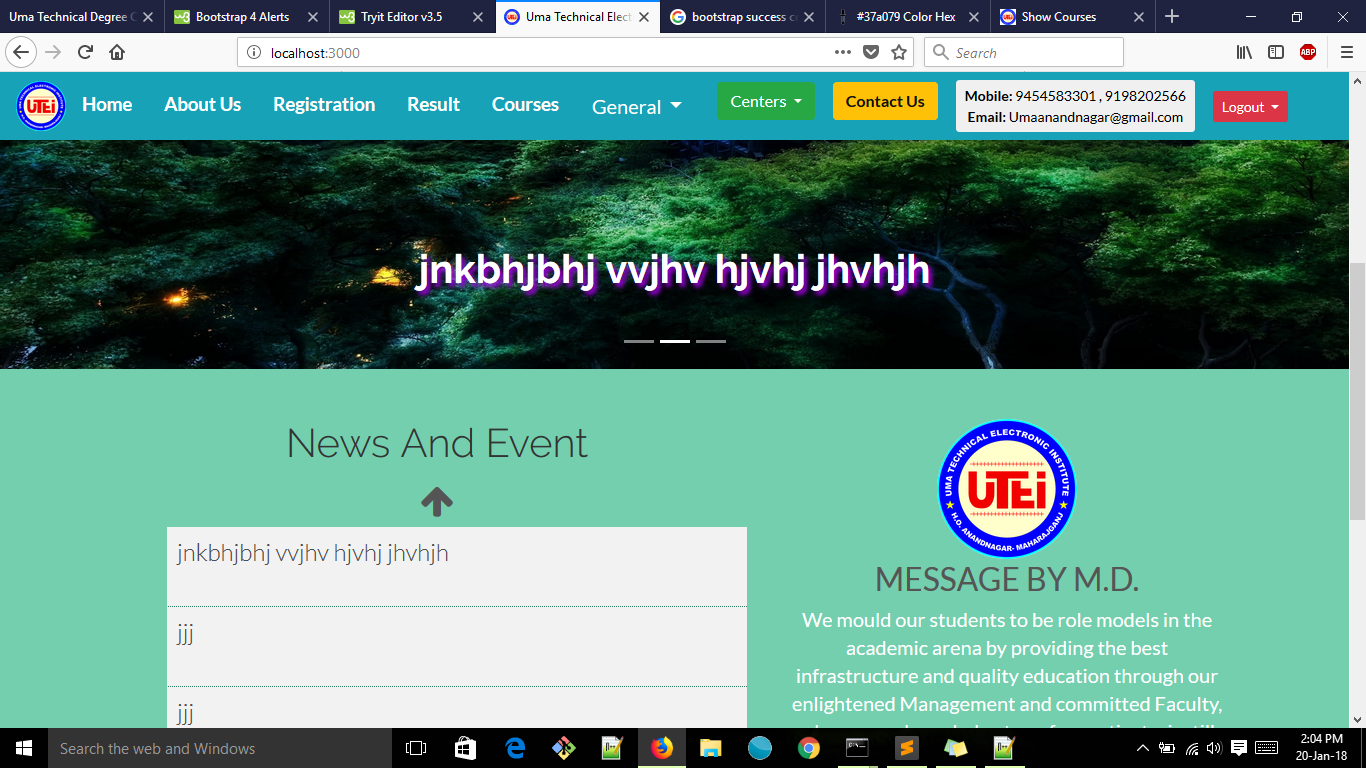 Uma Technical Degree C
Bootstrap 4 Alerts
Tryit Editor v3.5
Uma Technical Elect
bootstrap success c
#37a079 Color Hex
Show Courses
localhost:3000
Search
ABP
UTEi
Home
About Us
Registration
Result
Courses
General
Centers
Contact Us
Mobile: 9454583301 , 9198202566
Email: Umaanandnagar@gmail.com
Logout
jnkbhjbhj vvjhv hjvhj jhvhjh
News And Event
jnkbhjbhj vvjhv hjvhj jhvhjh
jjj
jjj
UMA TECHNICAL ELECTRONIC INSTITUTE
UTEi
H.O. ANANDNAGAR- MAHARAJGANJ
MESSAGE BY M.D.
We mould our students to be role models in the
academic arena by providing the best
infrastructure and quality education through our
enlightened Management and committed Faculty,
Search the web and Windows
2:04 PM
20-Jan-18